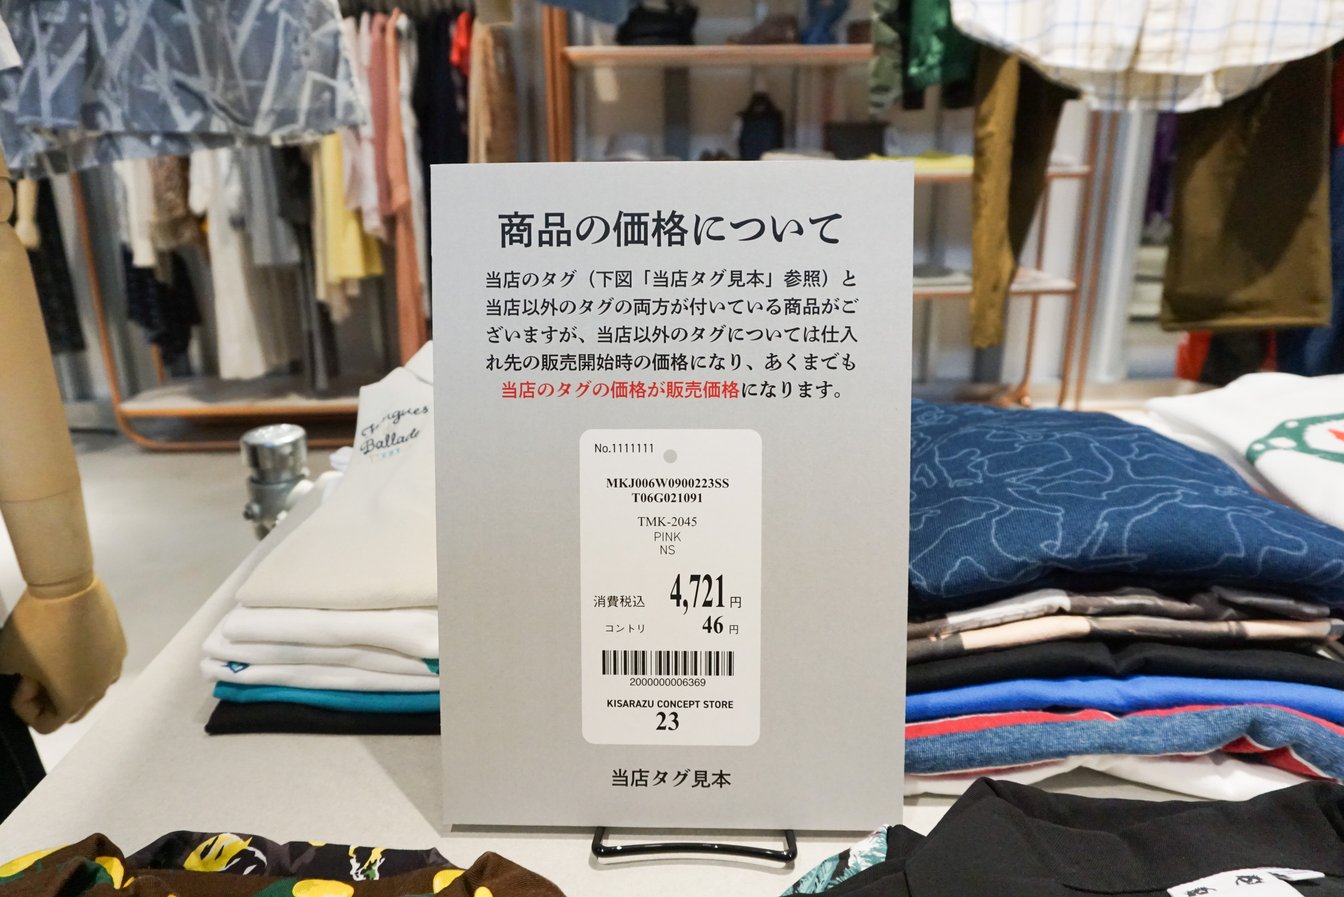 商品の価格について
当店のタグ（下図「当店タグ見本」参照）と
当店以外のタグの両方が付いている商品がご
ざいますが、当店以外のタグについては仕入
れ先の販売開始時の価格になり、あくまでも
当店のタグの価格が販売価格になります。
No.1111111
MKJ006W0900223SS
T06G021091
TMK-2045
PINK
NS
消費税込 4,721 円
コントリ 46 円
2000000006369
KISARAZU CONCEPT STORE
23
当店タグ見本
Ballade